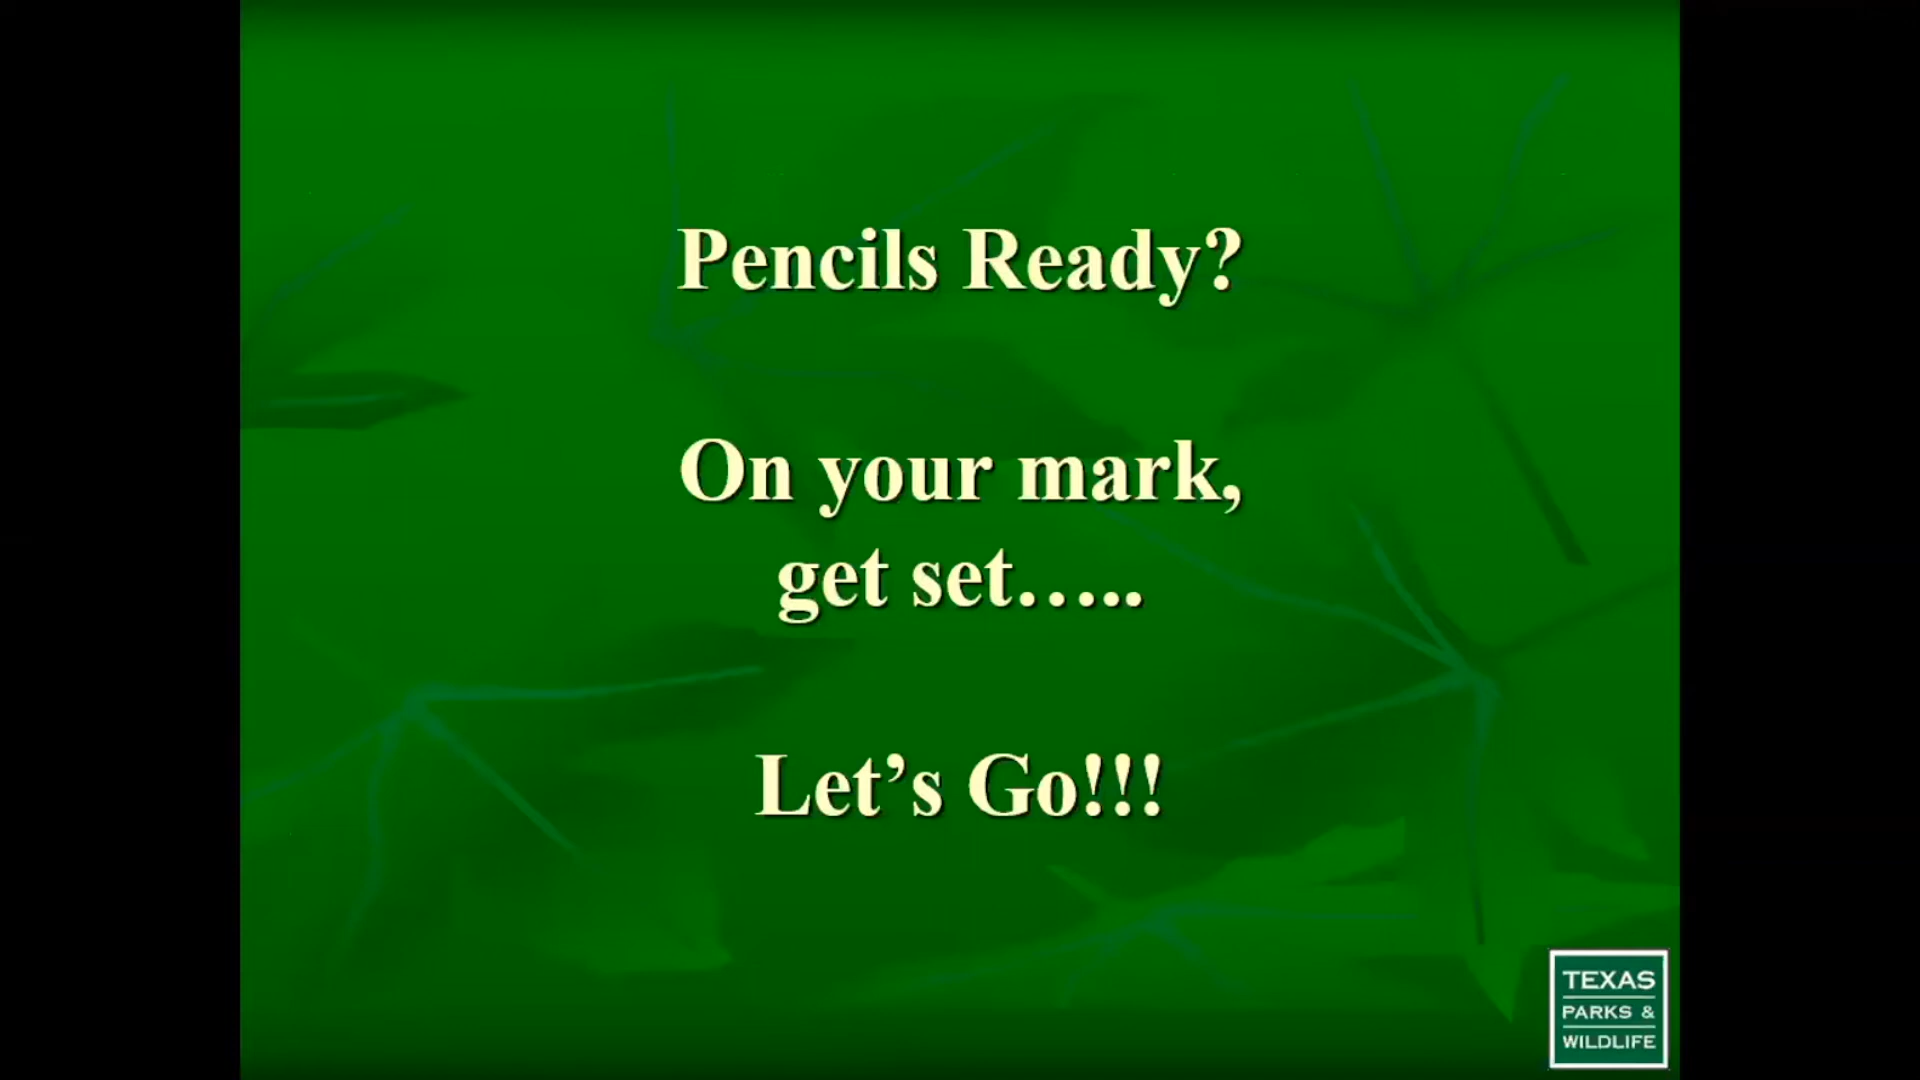 Pencils Ready?
On your mark,
get set…..
Let’s Go!!!
TEXAS
PARKS &
WILDLIFE